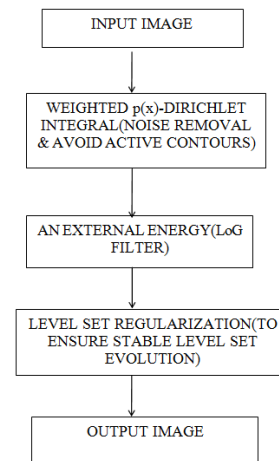 INPUT IMAGE
WEIGHTED p(x)-DIRICHLET
INTEGRAL(NOISE REMOVAL
& AVOID ACTIVE CONTOURS)
AN EXTERNAL ENERGY(LoG
FILTER)
LEVEL SET REGULARIZATION(TO
ENSURE STABLE LEVEL SET
EVOLUTION)
OUTPUT IMAGE